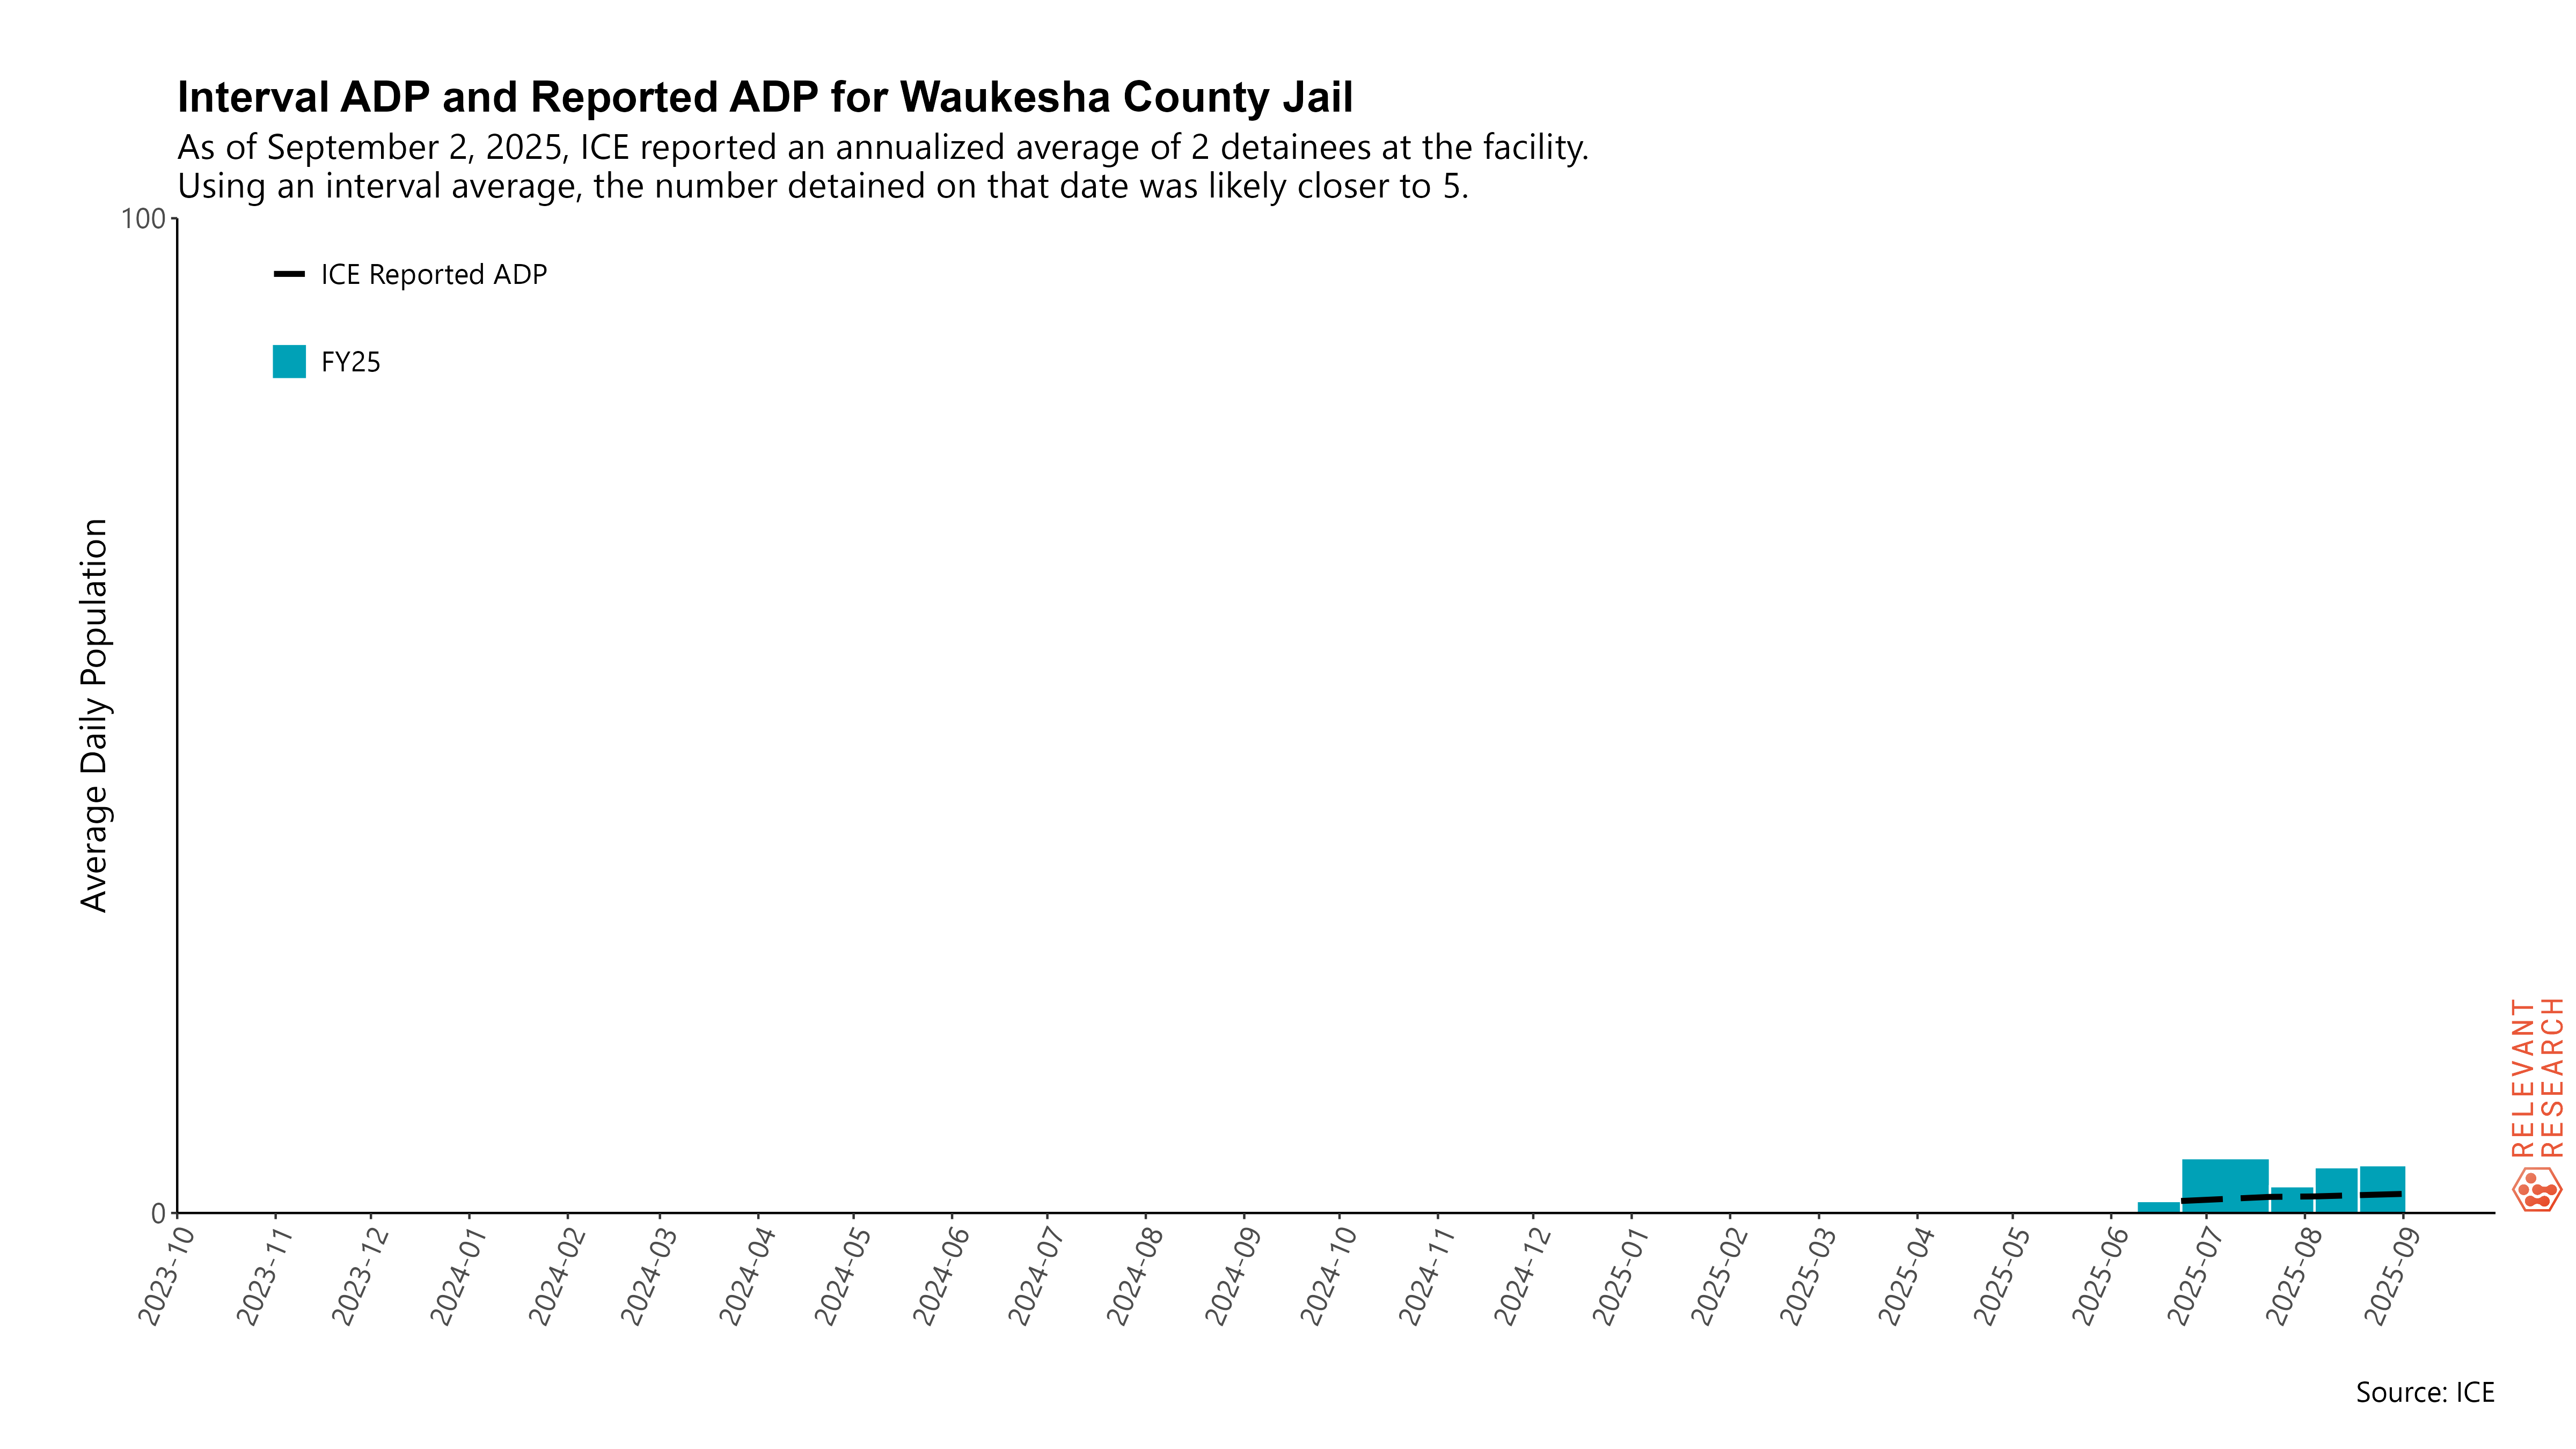 Interval ADP and Reported ADP for Waukesha County Jail
As of September 2, 2025, ICE reported an annualized average of 2 detainees at the facility.
Using an interval average, the number detained on that date was likely closer to 5.
100
ICE Reported ADP
FY25
Average Daily Population
0
2023-10
2023-11
2023-12
2024-01
2024-02
2024-03
2024-04
2024-05
2024-06
2024-07
2024-08
2024-09
2024-10
2024-11
2024-12
2025-01
2025-02
2025-03
2025-04
2025-05
2025-06
2025-07
2025-08
2025-09
RELEVANT
RESEARCH
Source: ICE